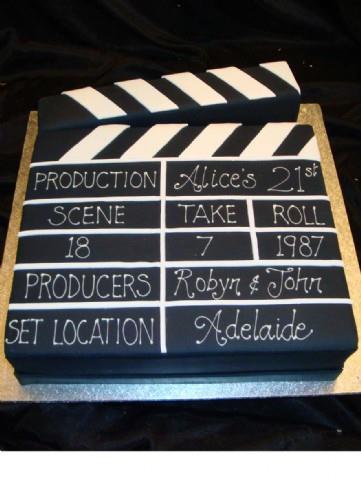 PRODUCTION Alice's 21st
SCENE TAKE ROLL
18 7 1987
PRODUCERS Robyn & John
SET LOCATION Adelaide